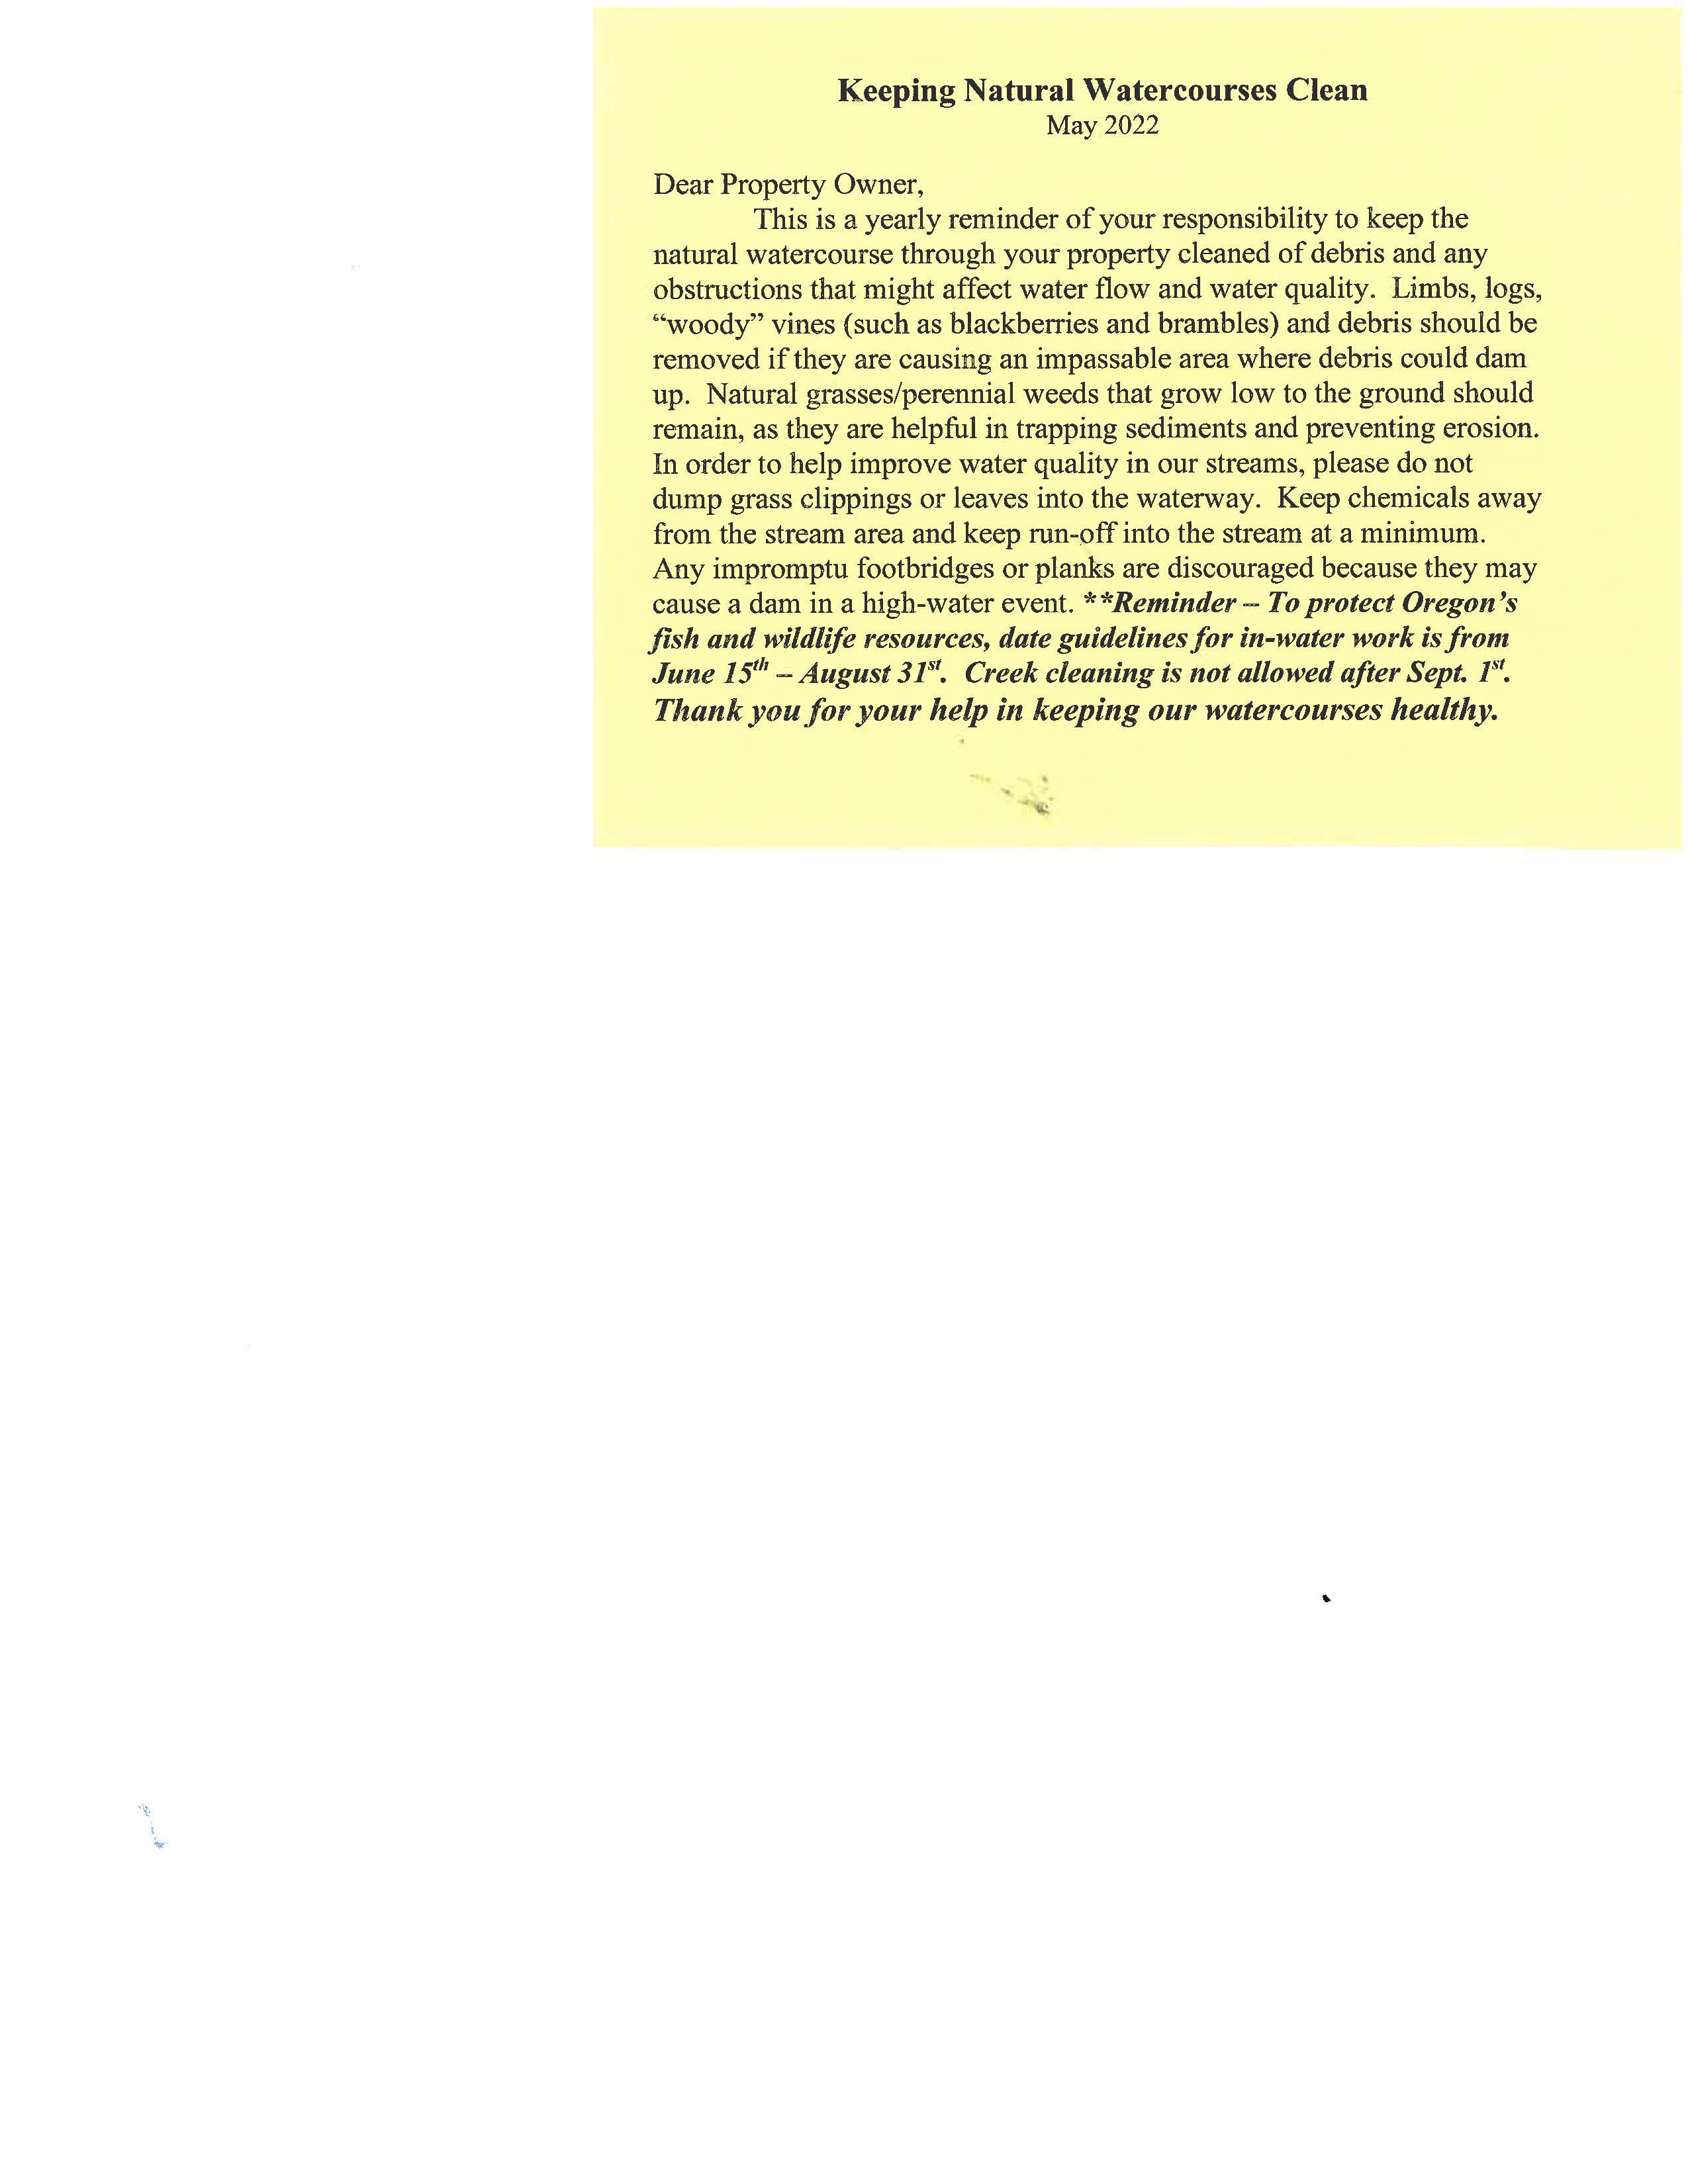 Keeping Natural Watercourses Clean
May 2022
Dear Property Owner,
This is a yearly reminder of your responsibility to keep the
natural watercourse through your property cleaned of debris and any
obstructions that might affect water flow and water quality.  Limbs, logs,
“woody” vines (such as blackberries and brambles) and debris should be
removed if they are causing an impassable area where debris could dam
up.  Natural grasses/perennial weeds that grow low to the ground should
remain, as they are helpful in trapping sediments and preventing erosion.
In order to help improve water quality in our streams, please do not
dump grass clippings or leaves into the waterway.  Keep chemicals away
from the stream area and keep run-off into the stream at a minimum.
Any impromptu footbridges or planks are discouraged because they may
cause a dam in a high-water event. **Reminder – To protect Oregon’s
fish and wildlife resources, date guidelines for in-water work is from
June 15th – August 31st.  Creek cleaning is not allowed after Sept. 1st.
Thank you for your help in keeping our watercourses healthy.